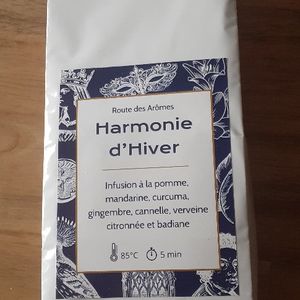 Route des Arômes
Harmonie
d'Hiver
Infusion à la pomme,
mandarine, curcuma,
gingembre, cannelle, verveine
citronnée et badiane
85°C 5 min